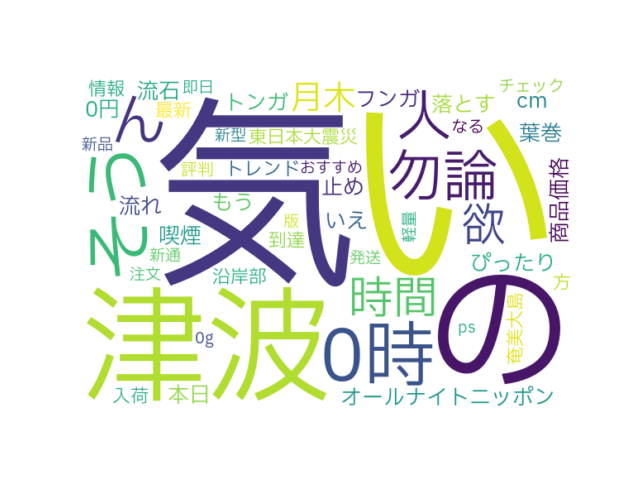 情報
流石
即日
0円
最新
ん
トンガ
月木
フンガ
人
落とす
チェック
cm
新品
そう
気
新型
東日本大震災
い
なる
葉巻
評判
トレンド
おすすめ
勿論
商品価格
流れ
もう
止め
いえ
軽量
欲
喫煙
版
到達
新通
注文
沿岸部
発送
ぴったり
方
津波
時間
の
奄美大島
0g
0時
ps
入荷
本日
オールナイトニッポン